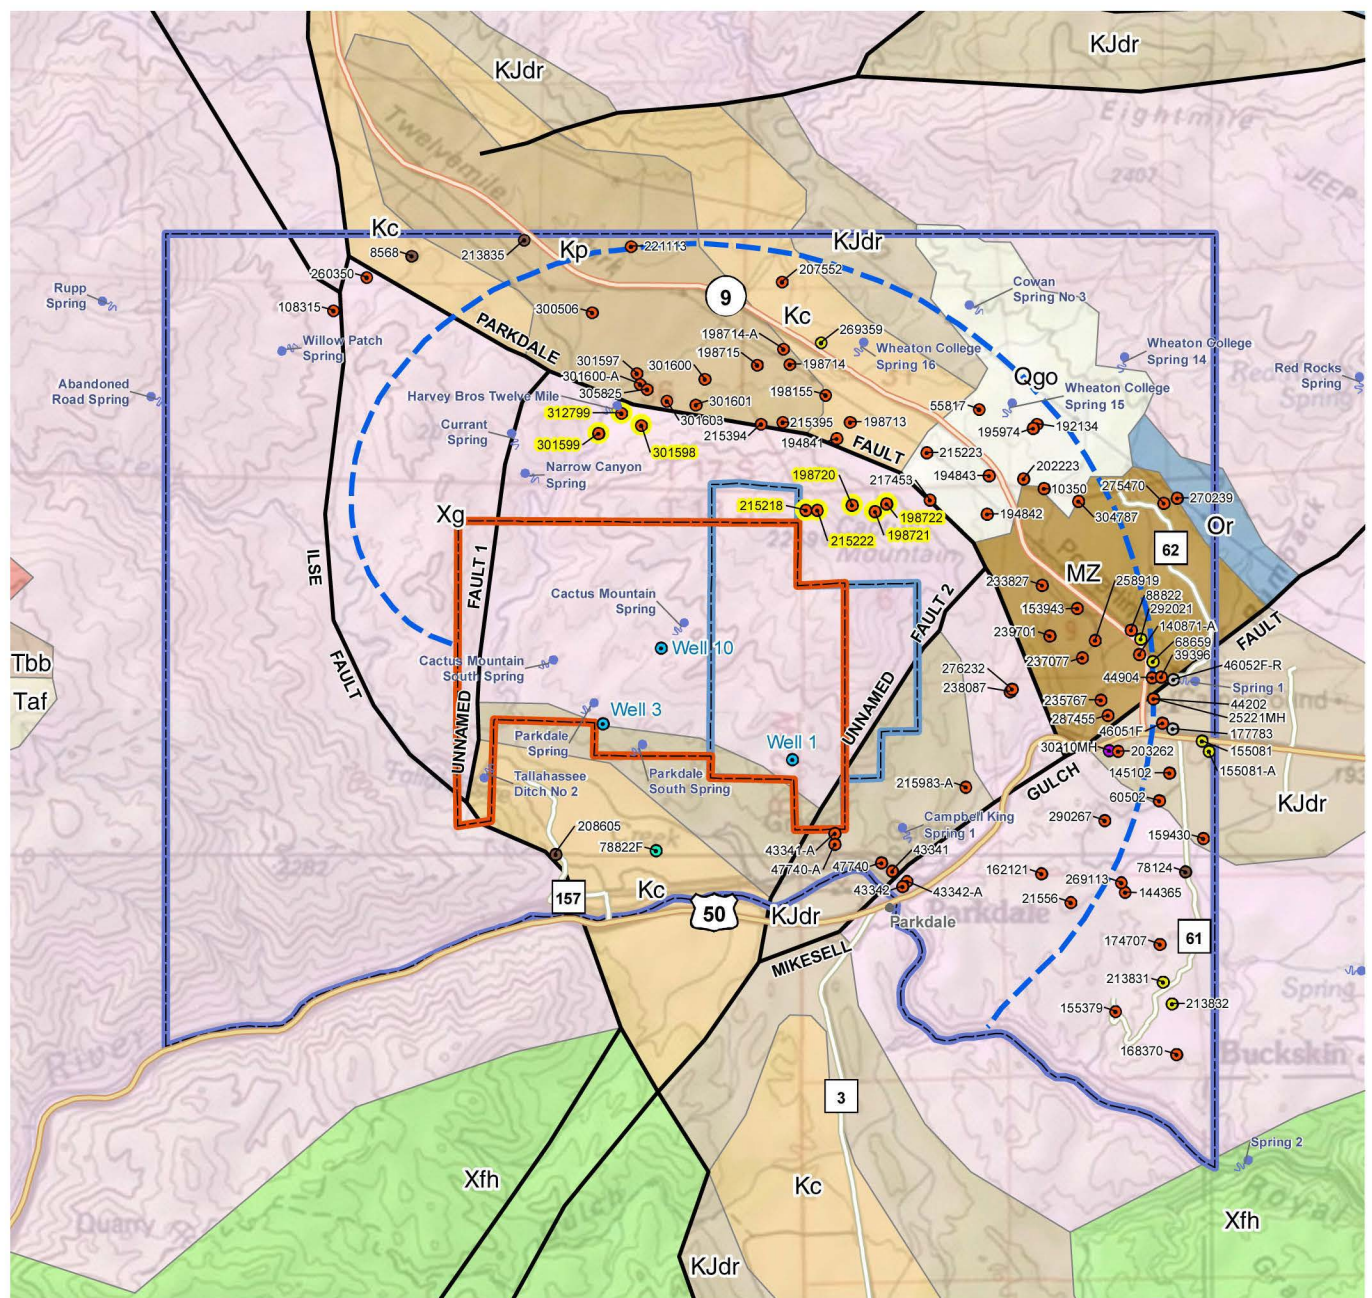 KJdr
KJdr
Eightmile
Twelvemile
2407
JEEP
Kc
8568
213835
Kp
221113
KJdr
260350
207552
Rupp
Spring
108315
Willow Patch
Spring
300506
9
Kc
Cowan
Spring No 3
PARKDALE
198714-A
269359
198715
198714
Wheaton College
Spring 16
Wheaton College
Spring 14
Red Rocks
Spring
Abandoned
Road Spring
301597
301600
301600-A
305825
Harvey Bros Twelve Mile
301601
301603
198155
Qgo
Wheaton College
Spring 15
55817
312799
301599
301598
215394
215395
194841
198713
FAULT
195974
192134
Currant
Spring
Narrow Canyon
Spring
198720
217453
215223
194843
202223
10350
275470
270239
304787
194842
Or
Xg
215218
215222
198722
198721
Mountain
62
ILSE
FAULT
FAULT 1
UNNAMED
FAULT 2
UNNAMED
Cactus Mountain
Spring
Well 10
Cactus Mountain
South Spring
Well 3
Well 1
Parkdale
Spring
Parkdale
South Spring
Tallahassee
Ditch No 2
MZ
233827
258919
88822
292021
153943
140871-A
239701
68659
39396
237077
46052F-R
FAULT
276232
238087
44904
Spring 1
235767
44202
25221MH
287455
46051F
177783
30210MH
203262
155081
155081-A
Tbb
Taf
215983-A
GULCH
145102
60502
KJdr
208605
78822F
Campbell King
Spring 1
290267
159430
43341-A
47740-A
47740
43341
43342
43342-A
162121
269113
78124
144365
21556
157
Kc
50
KJdr
Parkdale
Parkdale
MIKESELL
174707
61
213831
213832
155379
168370
River
Spring
Buckskin
3
Spring 2
Xfh
Kc
Xfh
Quarry
Royal
KJdr